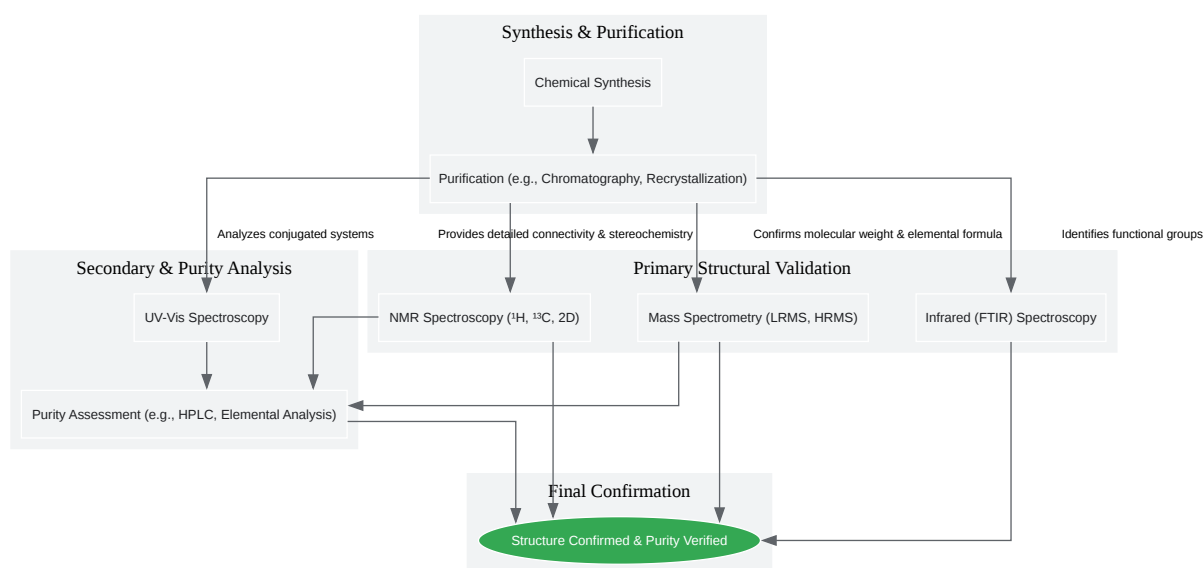 Synthesis & Purification
Chemical Synthesis
Purification (e.g., Chromatography, Recrystallization)
Analyzes conjugated systems
Provides detailed connectivity & stereochemistry
Confirms molecular weight & elemental formula
Identifies functional groups
Secondary & Purity Analysis
Primary Structural Validation
UV-Vis Spectroscopy
NMR Spectroscopy (¹H, ¹³C, 2D)
Mass Spectrometry (LRMS, HRMS)
Infrared (FTIR) Spectroscopy
Purity Assessment (e.g., HPLC, Elemental Analysis)
Final Confirmation
Structure Confirmed & Purity Verified